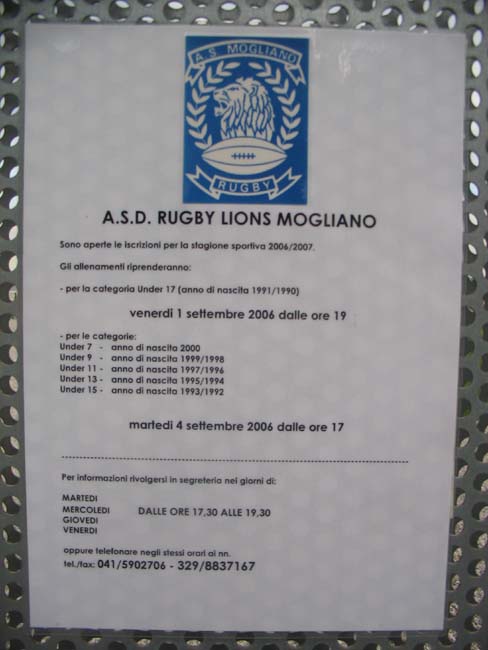 A.S. MOGLIANO
RUGBY
A.S.D. RUGBY LIONS MOGLIANO
Sono aperte le iscrizioni per la stagione sportiva 2006/2007.
Gli allenamenti riprenderanno:
- per la categoria Under 17 (anno di nascita 1991/1990)
venerdi 1 settembre 2006 dalle ore 19
- per le categorie:
Under 7 - anno di nascita 2000
Under 9 - anno di nascita 1999/1998
Under 11 - anno di nascita 1997/1996
Under 13 - anno di nascita 1995/1994
Under 15 - anno di nascita 1993/1992
martedi 4 settembre 2006 dalle ore 17
Per informazioni rivolgersi in segreteria nei giorni di:
MARTEDI
MERCOLEDI DALLE ORE 17,30 ALLE 19,30
GIOVEDI
VENERDI
oppure telefonare negli stessi orari ai nn.
tel./fax: 041/5902706 - 329/8837167